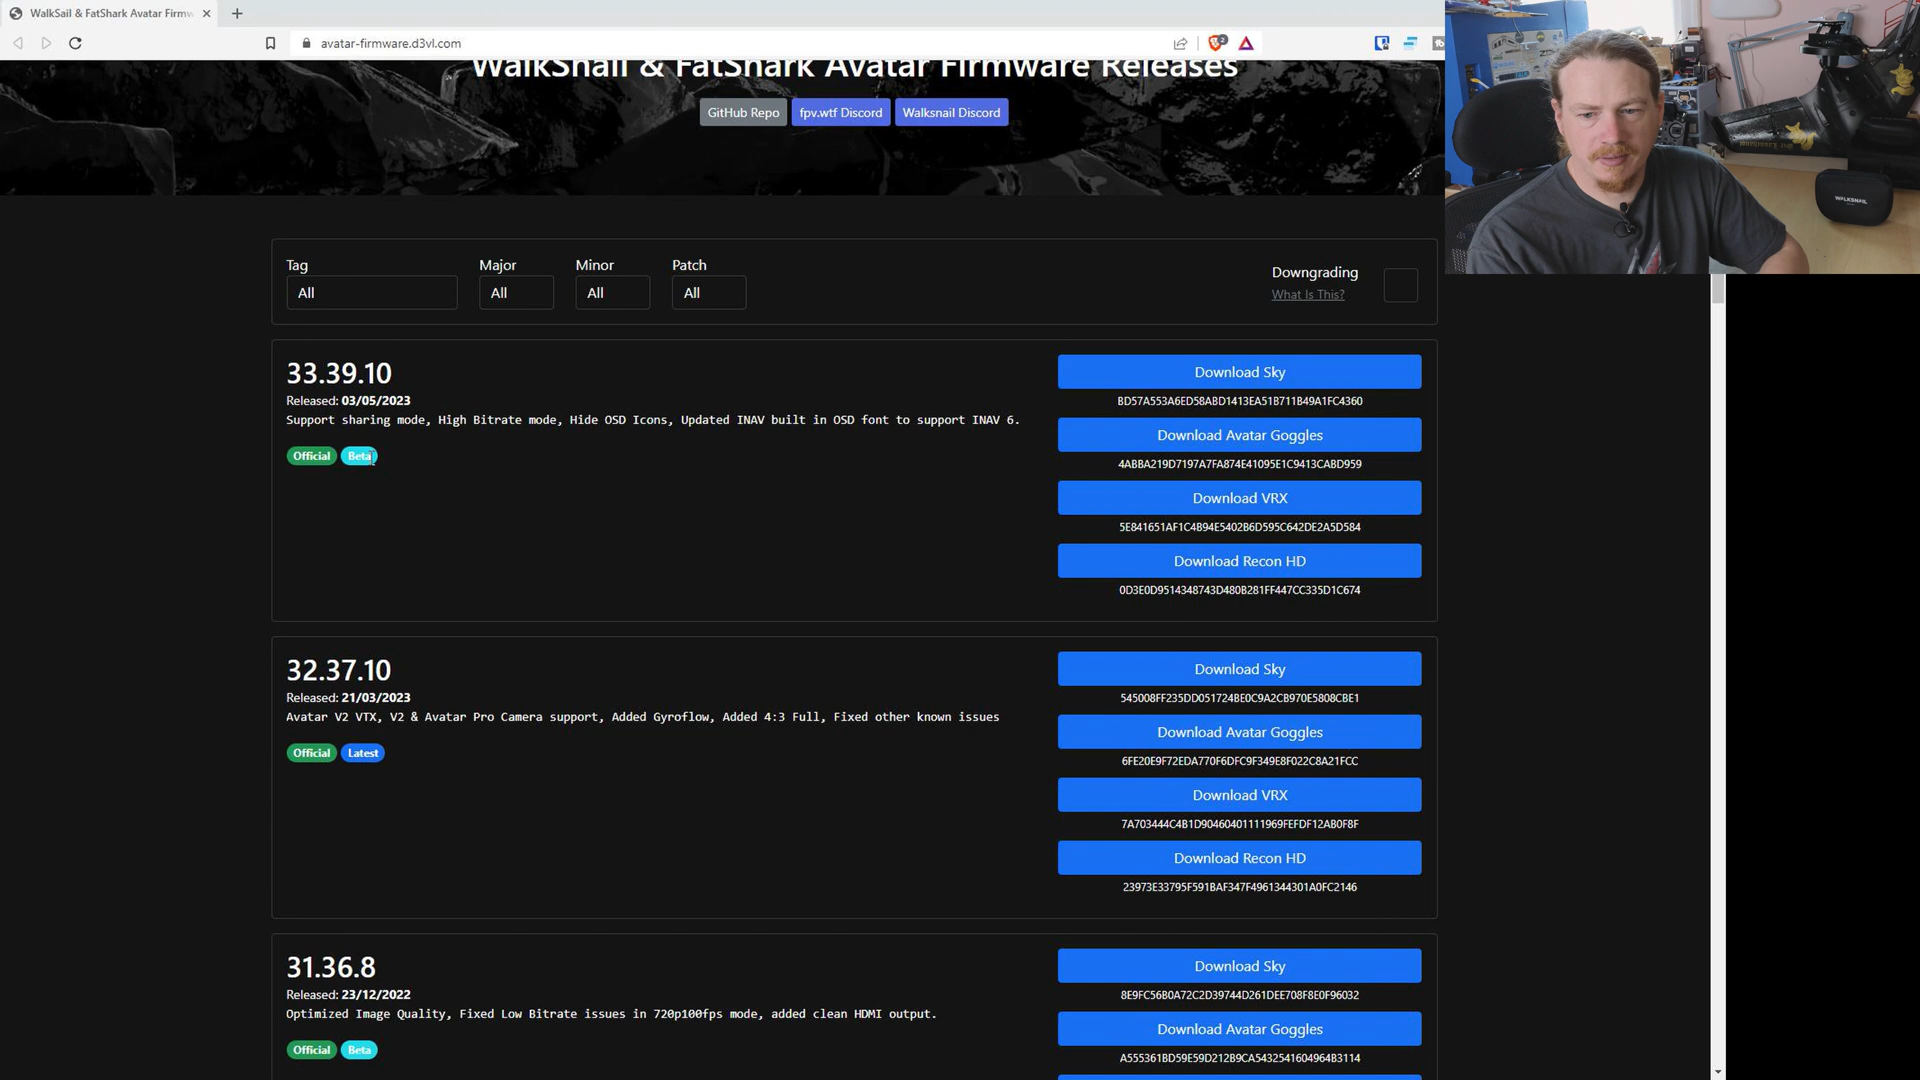 WalkSail & FatShark Avatar Firmw
avatar-firmware.d3vl.com
2
WalkSnail & FatShark Avatar Firmware Releases
GitHub Repo
fpv.wtf Discord
Walksnail Discord
WALKSNAIL
Tag
Major
Minor
Patch
All
All
All
All
Downgrading
What Is This?
33.39.10
Released: 03/05/2023
Support sharing mode, High Bitrate mode, Hide OSD Icons, Updated INAV built in OSD font to support INAV 6.
Official Beta
Download Sky
BD57A553A6ED58ABD1413EA51B711B49A1FC4360
Download Avatar Goggles
4ABBA219D7197A7FA874E41095E1C9413CABD959
Download VRX
5E841651AF1C4B94E5402B6D595C642DE2A5D584
Download Recon HD
0D3E0D9514348743D480B281FF447CC335D1C674
32.37.10
Released: 21/03/2023
Avatar V2 VTX, V2 & Avatar Pro Camera support, Added Gyroflow, Added 4:3 Full, Fixed other known issues
Official Latest
Download Sky
545008FF235DD051724BE0C9A2CB970E5808CBE1
Download Avatar Goggles
6FE20E9F72EDA770F6DFC9F349E8F022C8A21FCC
Download VRX
7A703444C4B1D90460401111969FEFDF12AB0F8F
Download Recon HD
23973E33795F591BAF347F4961344301A0FC2146
31.36.8
Released: 23/12/2022
Optimized Image Quality, Fixed Low Bitrate issues in 720p100fps mode, added clean HDMI output.
Official Beta
Download Sky
8E9FC56B0A72C2D39744D261DEE708F8E0F96032
Download Avatar Goggles
A555361BD59E59D212B9CA5432541604964B3114